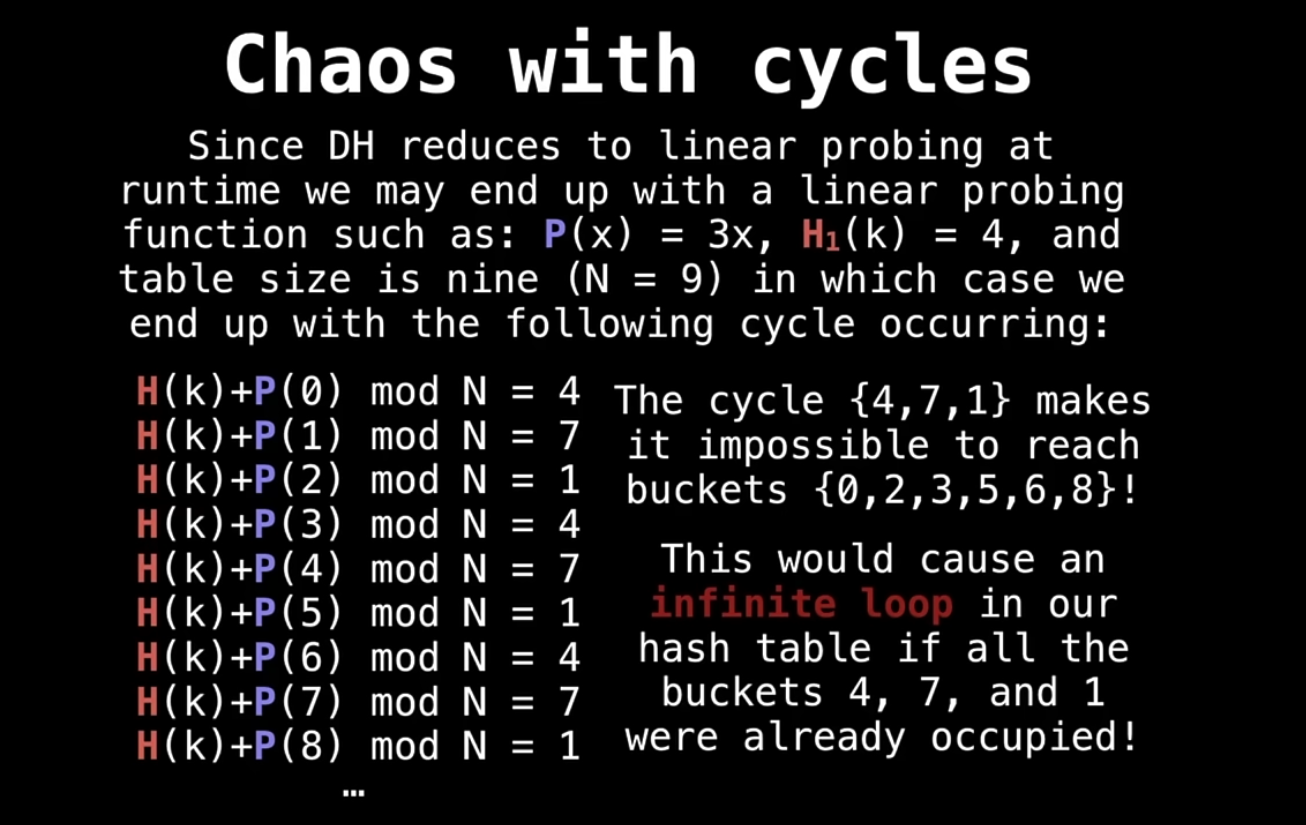 Chaos with cycles
Since DH reduces to linear probing at
runtime we may end up with a linear probing
function such as: P(x) = 3x, H₁(k) = 4, and
table size is nine (N = 9) in which case we
end up with the following cycle occurring:
H(k)+P(0) mod N = 4
H(k)+P(1) mod N = 7
H(k)+P(2) mod N = 1
H(k)+P(3) mod N = 4
H(k)+P(4) mod N = 7
H(k)+P(5) mod N = 1
H(k)+P(6) mod N = 4
H(k)+P(7) mod N = 7
H(k)+P(8) mod N = 1
…
The cycle {4,7,1} makes
it impossible to reach
buckets {0,2,3,5,6,8}!
This would cause an
infinite loop in our
hash table if all the
buckets 4, 7, and 1
were already occupied!